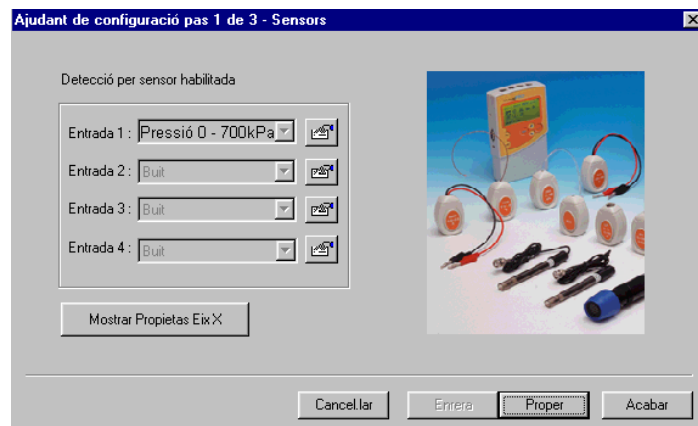 Ajudant de configuració pas 1 de 3 - Sensors
Detecció per sensor habilitada
Entrada 1 : Pressió 0 - 700kPa
Entrada 2 : Buit
Entrada 3 : Buit
Entrada 4 : Buit
Mostrar Propietas Eix X
Cancel.lar Enrera Proper Acabar